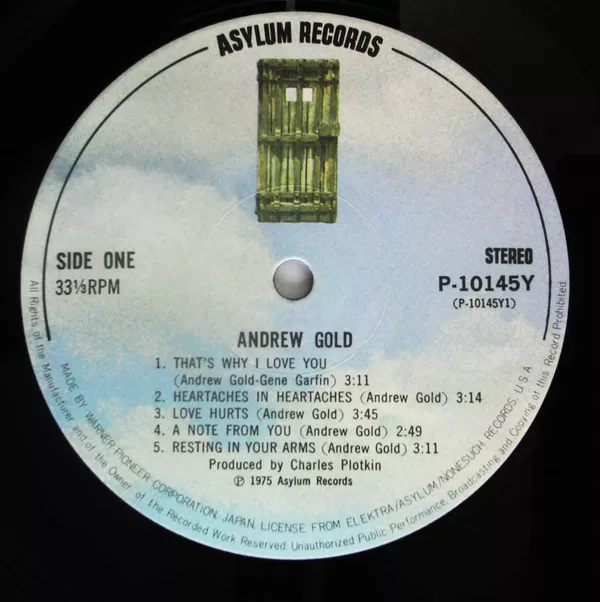 ASYLUM RECORDS
SIDE ONE
33⅓RPM
STEREO
P-10145Y
(P-10145Y1)
ANDREW GOLD
1. THAT'S WHY I LOVE YOU
(Andrew Gold-Gene Garfin) 3:11
2. HEARTACHES IN HEARTACHES (Andrew Gold) 3:14
3. LOVE HURTS (Andrew Gold) 3:45
4. A NOTE FROM YOU (Andrew Gold) 2:49
5. RESTING IN YOUR ARMS (Andrew Gold) 3:11
Produced by Charles Plotkin
Ⓟ 1975 Asylum Records
MADE BY WARNER-PIONEER CORPORATION, JAPAN, LICENSE FROM ELEKTRA/ASYLUM/NONESUCH RECORDS, U.S.A.
All Rights of the Manufacturer and of the Owner of the Recorded Work Reserved. Unauthorized Public Performance, Broadcasting and Copying of this Record Prohibited.